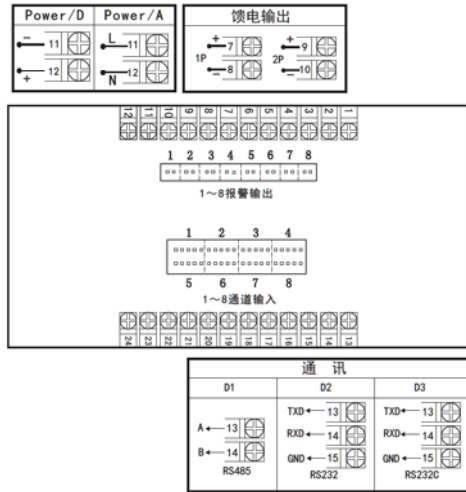 Power/D Power/A
馈电输出
− 11 L 11
+ 12 N 12
1P + 7 − 8
2P + 9 − 10
12 11 10 9 8 7 6 5 4 3 2 1
1 2 3 4 5 6 7 8
1～8报警输出
1 2 3 4
5 6 7 8
1～8通道输入
24 23 22 21 20 19 18 17 16 15 14 13
通 讯
D1 D2 D3
TXD 13 TXD 13
A 13 RXD 14 RXD 14
B 14 GND 15 GND 15
RS485 RS232 RS232C